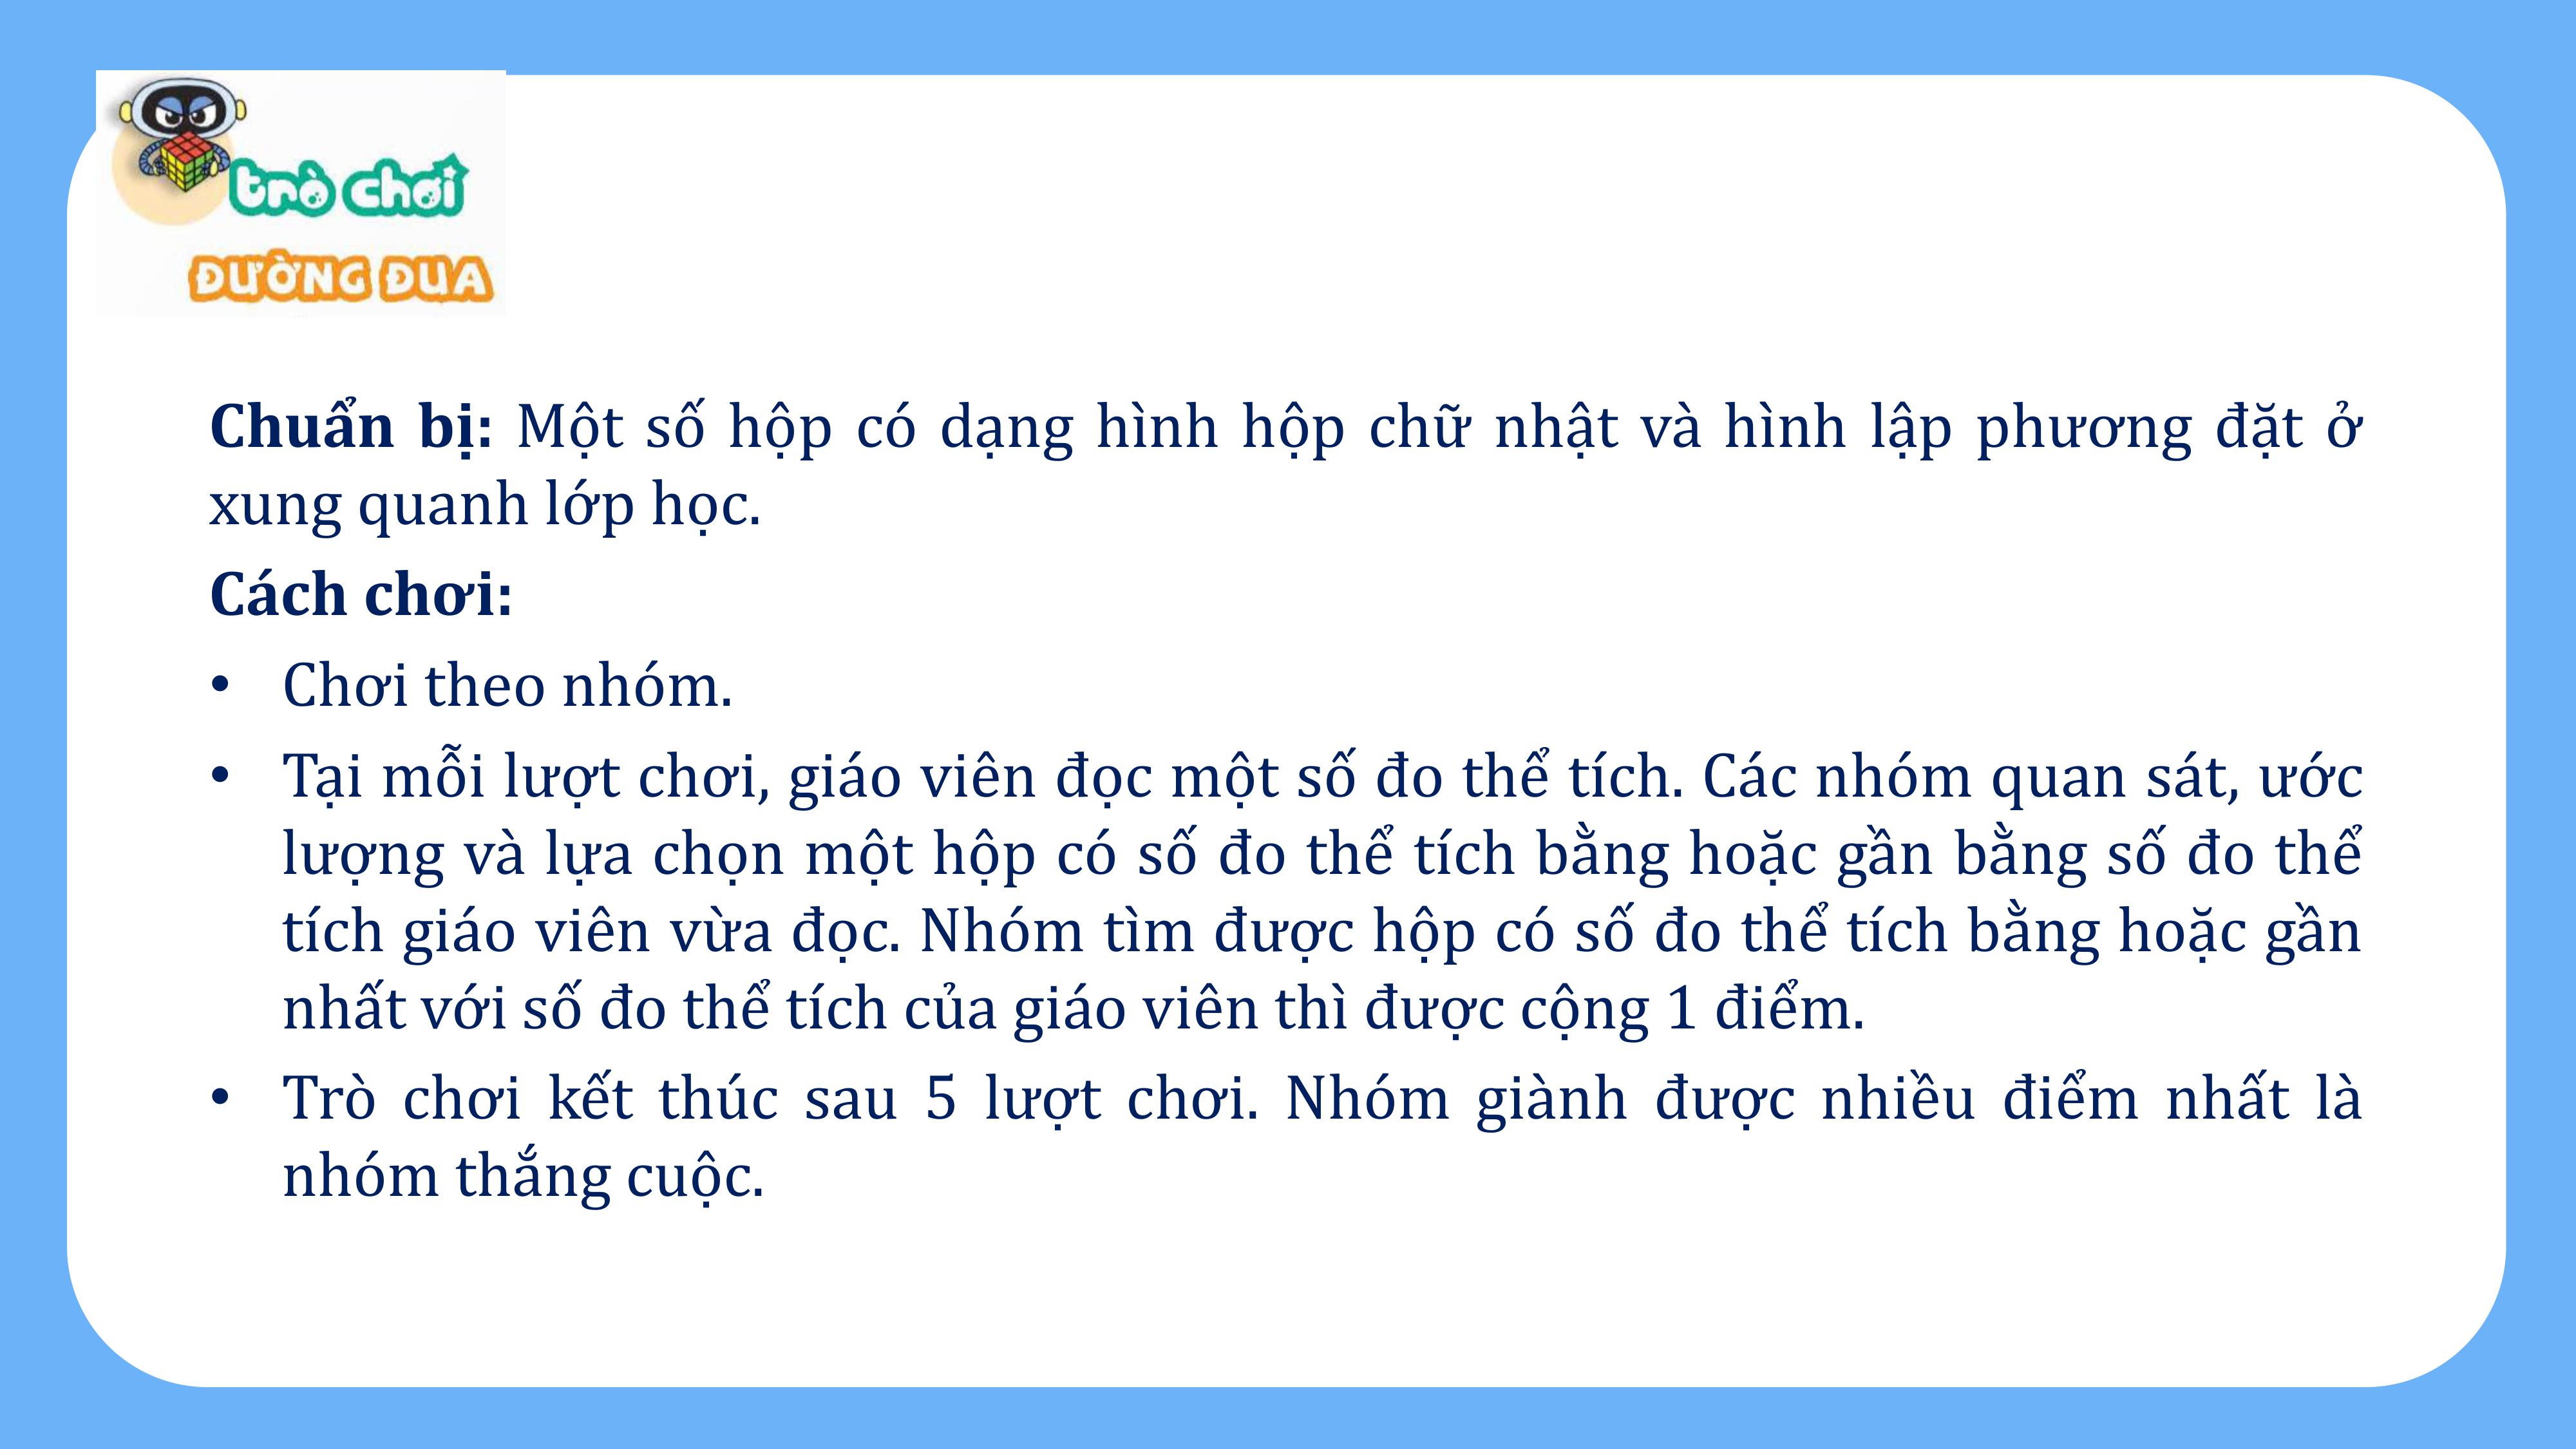 trò chơi
ĐƯỜNG ĐUA
Chuẩn bị: Một số hộp có dạng hình hộp chữ nhật và hình lập phương đặt ở
xung quanh lớp học.
Cách chơi:
• Chơi theo nhóm.
• Tại mỗi lượt chơi, giáo viên đọc một số đo thể tích. Các nhóm quan sát, ước
lượng và lựa chọn một hộp có số đo thể tích bằng hoặc gần bằng số đo thể
tích giáo viên vừa đọc. Nhóm tìm được hộp có số đo thể tích bằng hoặc gần
nhất với số đo thể tích của giáo viên thì được cộng 1 điểm.
• Trò chơi kết thúc sau 5 lượt chơi. Nhóm giành được nhiều điểm nhất là
nhóm thắng cuộc.